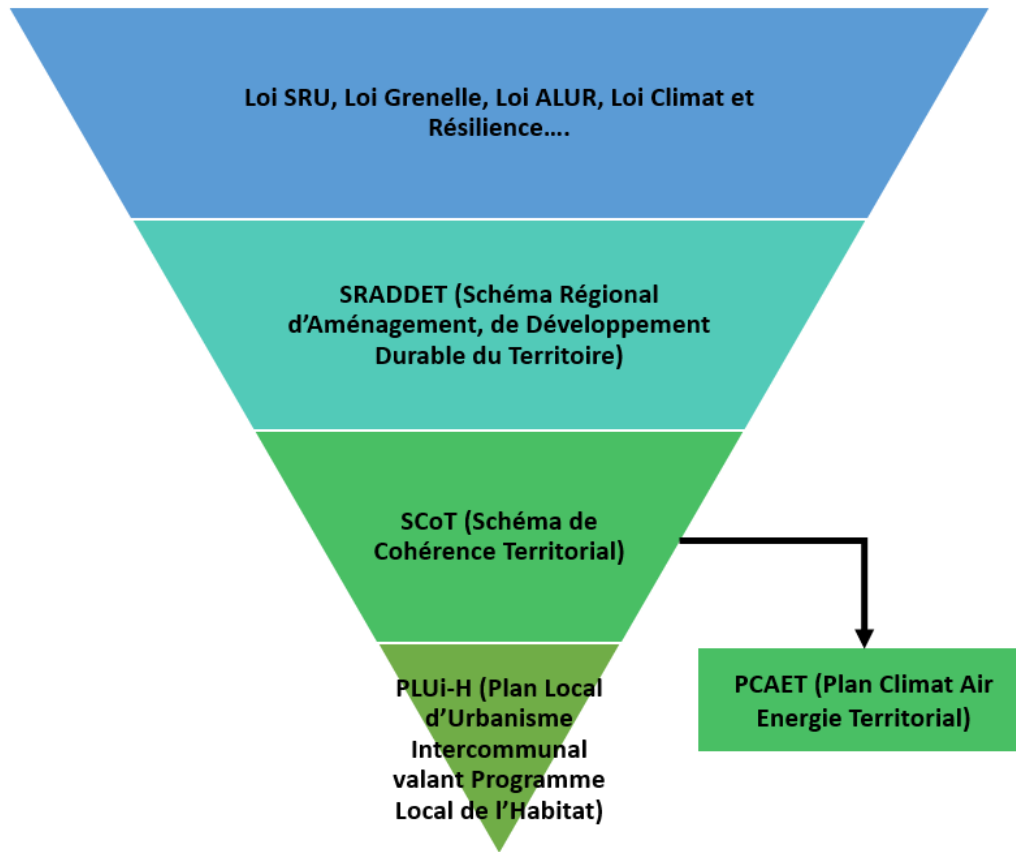 Loi SRU, Loi Grenelle, Loi ALUR, Loi Climat et
Résilience....
SRADDET (Schéma Régional
d’Aménagement, de Développement
Durable du Territoire)
SCoT (Schéma de
Cohérence Territorial)
PLUi-H (Plan Local
d’Urbanisme
Intercommunal
valant Programme
Local de l’Habitat)
PCAET (Plan Climat Air
Energie Territorial)